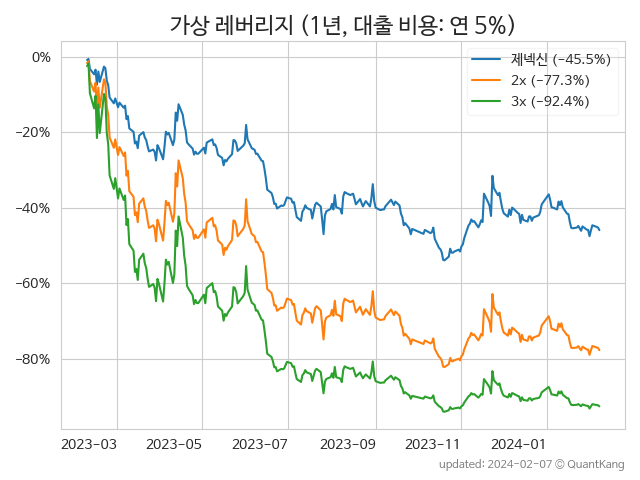 가상 레버리지 (1년, 대출 비용: 연 5%)
제넥신 (−45.5%)
2x (−77.3%)
3x (−92.4%)
0%
−20%
−40%
−60%
−80%
2023-03 2023-05 2023-07 2023-09 2023-11 2024-01
updated: 2024-02-07 © QuantKang